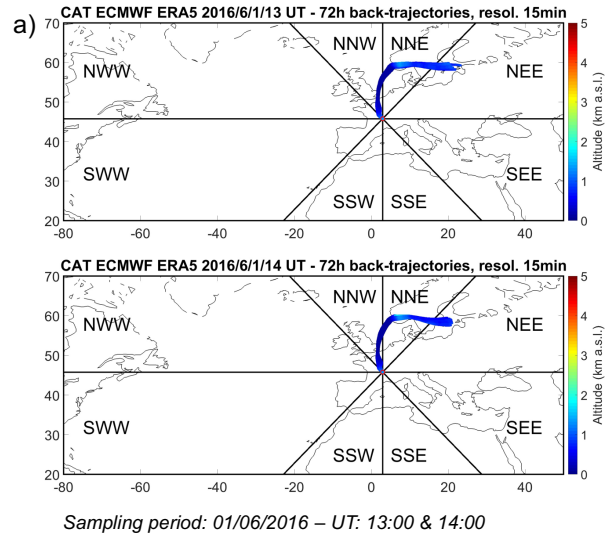 a)
CAT ECMWF ERA5 2016/6/1/13 UT - 72h back-trajectories, resol. 15min
70
60
50
40
30
20
-80 -60 -40 -20 0 20 40
NWW
NNW
NNE
NEE
SWW
SSW
SSE
SEE
5
4
3
2
1
0
Altitude (km a.s.l.)
CAT ECMWF ERA5 2016/6/1/14 UT - 72h back-trajectories, resol. 15min
70
60
50
40
30
20
-80 -60 -40 -20 0 20 40
NWW
NNW
NNE
NEE
SWW
SSW
SSE
SEE
5
4
3
2
1
0
Altitude (km a.s.l.)
Sampling period: 01/06/2016 – UT: 13:00 & 14:00